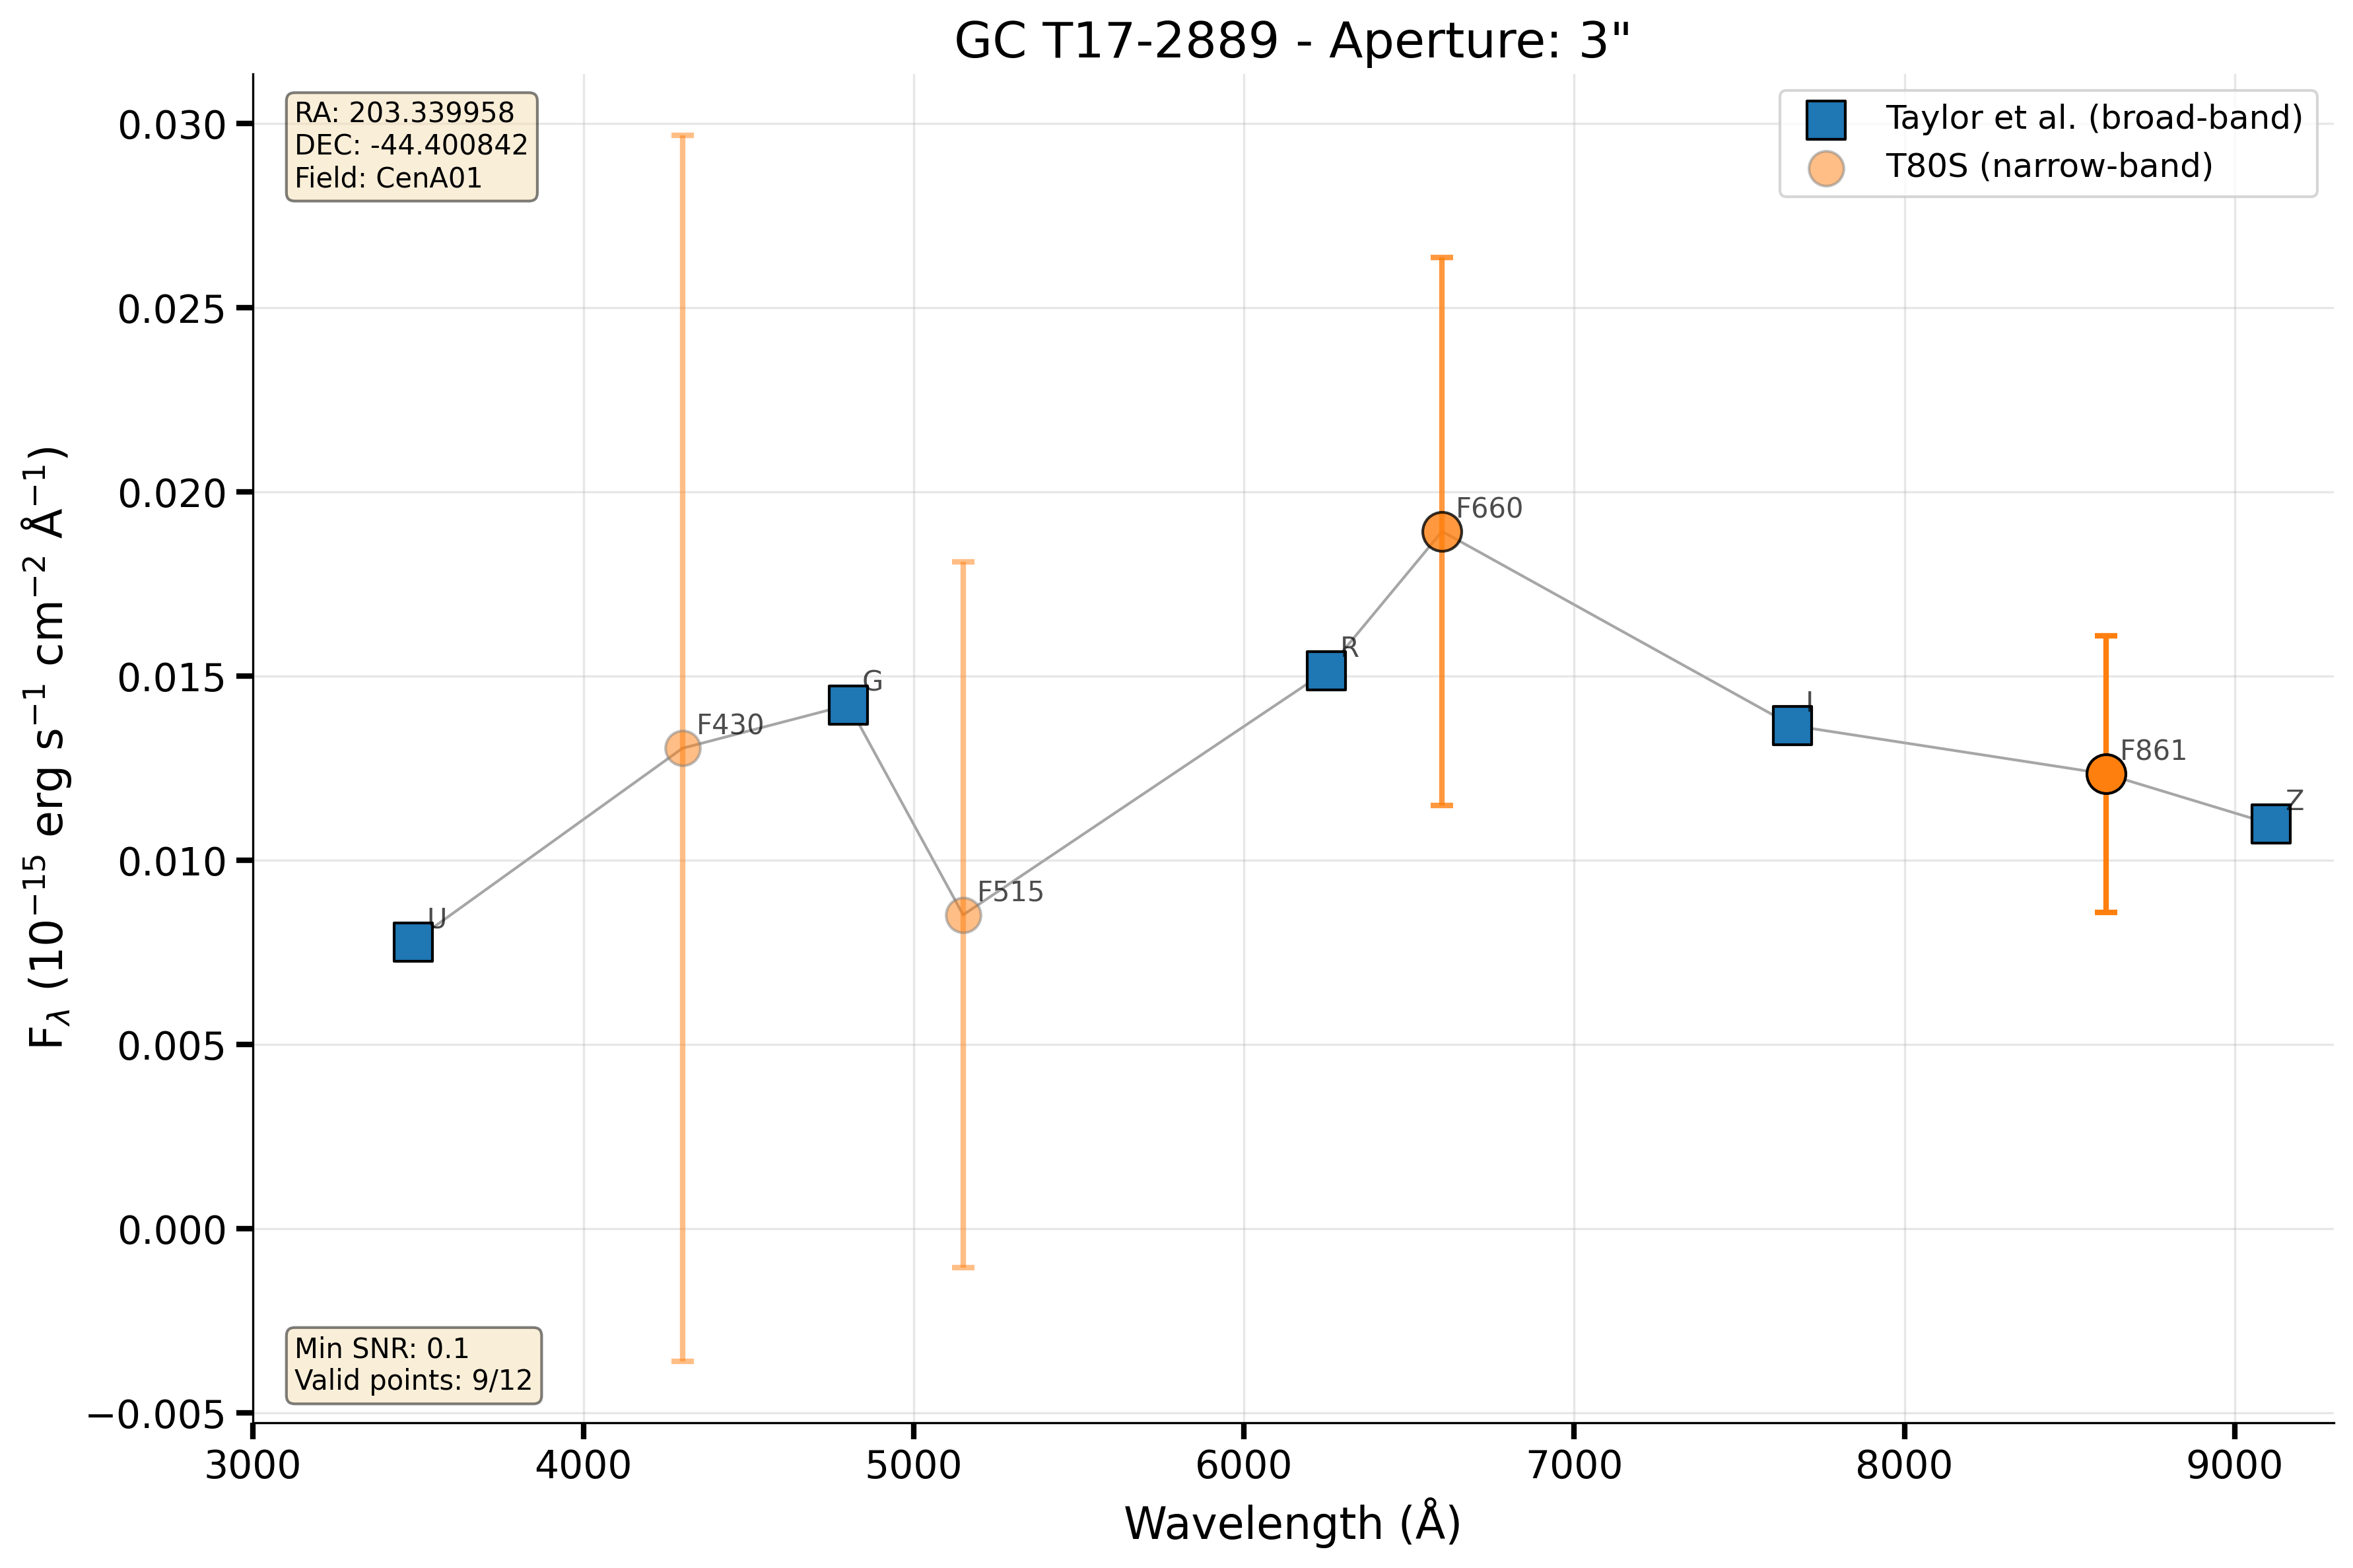 GC T17-2889 - Aperture: 3"
RA: 203.339958
DEC: -44.400842
Field: CenA01
Taylor et al. (broad-band)
T80S (narrow-band)
0.030
0.025
0.020
0.015
0.010
0.005
0.000
−0.005
F_λ (10⁻¹⁵ erg s⁻¹ cm⁻² Å⁻¹)
U
F430
G
F515
R
F660
I
F861
Z
Min SNR: 0.1
Valid points: 9/12
3000 4000 5000 6000 7000 8000 9000
Wavelength (Å)